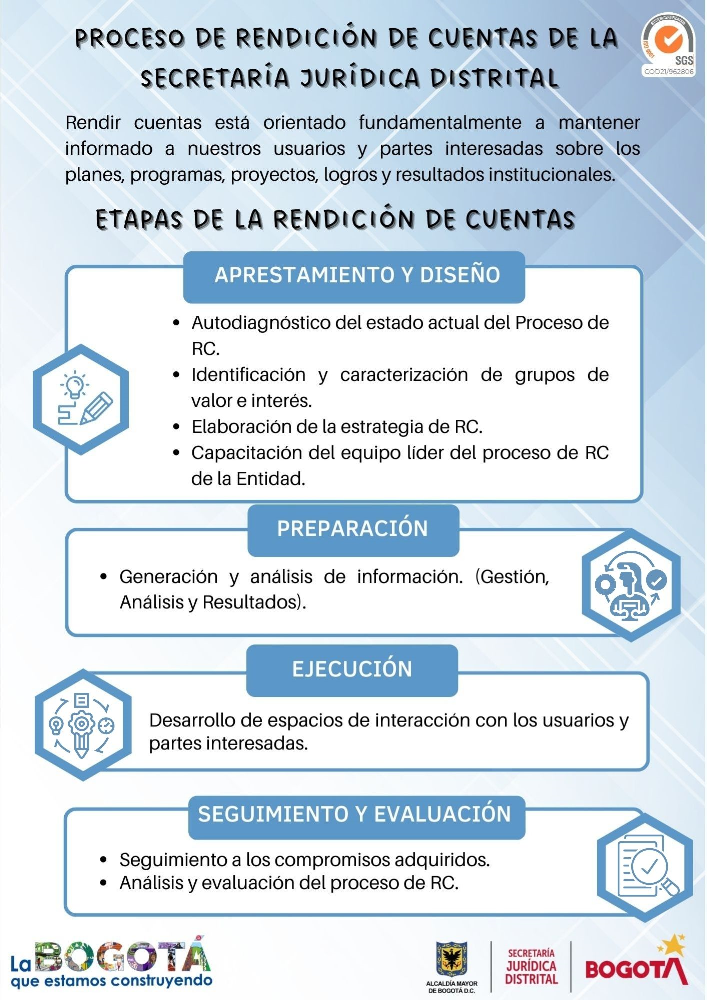 PROCESO DE RENDICIÓN DE CUENTAS DE LA
SECRETARÍA JURÍDICA DISTRITAL
SYSTEM CERTIFICATION
ISO 9001
SGS
COD21/962806
Rendir cuentas está orientado fundamentalmente a mantener
informado a nuestros usuarios y partes interesadas sobre los
planes, programas, proyectos, logros y resultados institucionales.
ETAPAS DE LA RENDICIÓN DE CUENTAS
APRESTAMIENTO Y DISEÑO
• Autodiagnóstico del estado actual del Proceso de
RC.
• Identificación y caracterización de grupos de
valor e interés.
• Elaboración de la estrategia de RC.
• Capacitación del equipo líder del proceso de RC
de la Entidad.
PREPARACIÓN
• Generación y análisis de información. (Gestión,
Análisis y Resultados).
EJECUCIÓN
Desarrollo de espacios de interacción con los usuarios y
partes interesadas.
SEGUIMIENTO Y EVALUACIÓN
• Seguimiento a los compromisos adquiridos.
• Análisis y evaluación del proceso de RC.
La BOGOTÁ
que estamos construyendo
ALCALDÍA MAYOR
DE BOGOTÁ D.C.
SECRETARÍA
JURÍDICA
DISTRITAL
BOGOTÁ